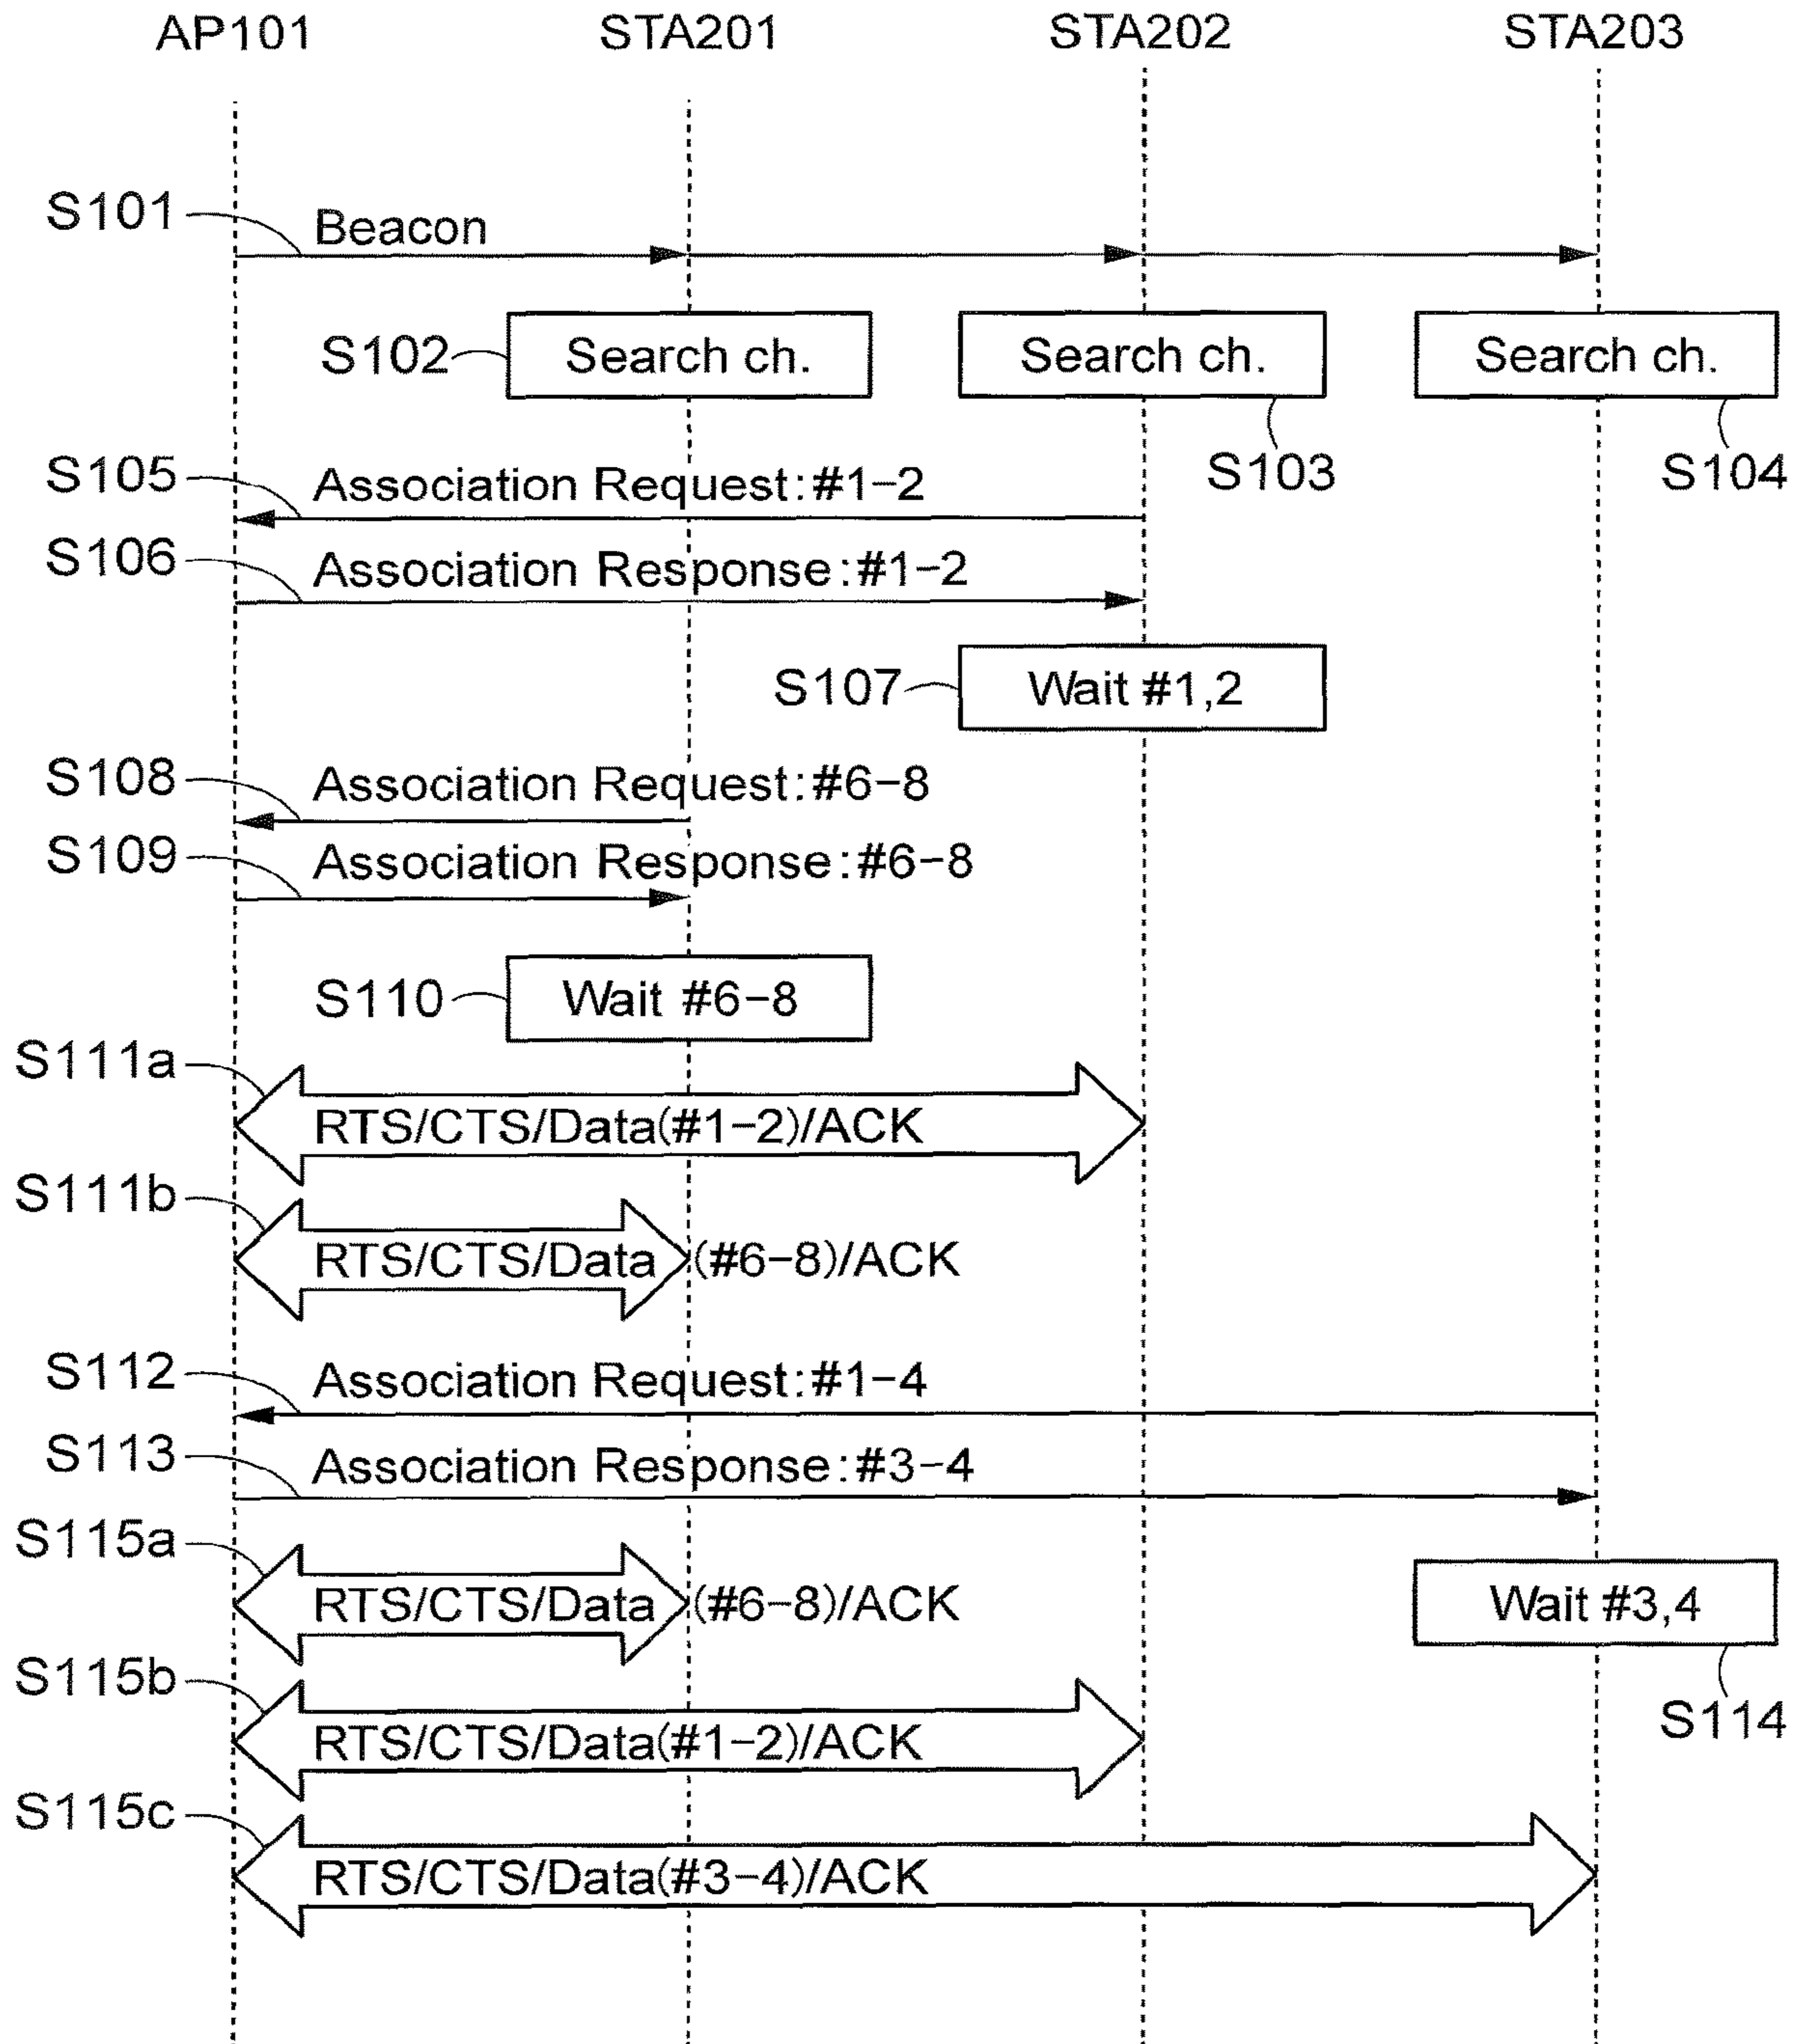 AP101 STA201 STA202 STA203
S101 Beacon
S102 Search ch. Search ch. Search ch.
S103 S104
S105 Association Request:#1-2
S106 Association Response:#1-2
S107 Wait #1,2
S108 Association Request:#6-8
S109 Association Response:#6-8
S110 Wait #6-8
S111a RTS/CTS/Data(#1-2)/ACK
S111b RTS/CTS/Data(#6-8)/ACK
S112 Association Request:#1-4
S113 Association Response:#3-4
S115a RTS/CTS/Data(#6-8)/ACK Wait #3,4
S115b RTS/CTS/Data(#1-2)/ACK S114
S115c RTS/CTS/Data(#3-4)/ACK